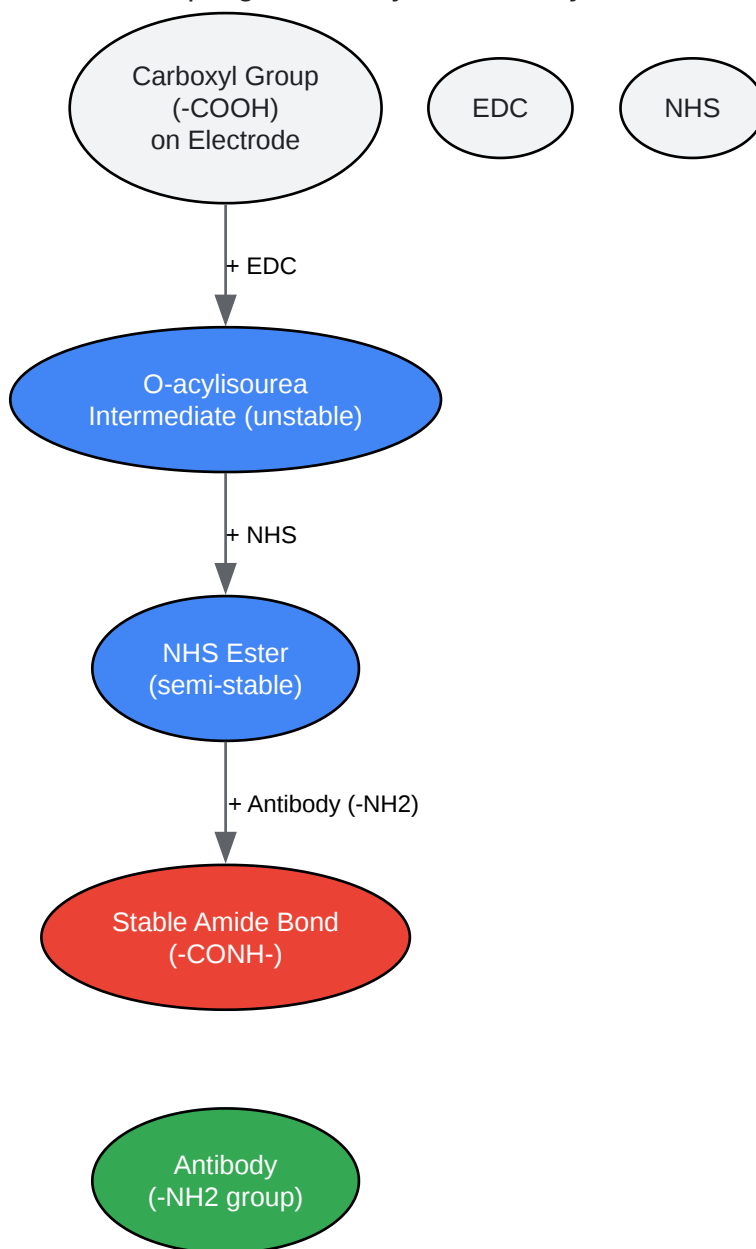 Carboxyl Group
(-COOH)
on Electrode
EDC
NHS
+ EDC
O-acylisourea
Intermediate (unstable)
+ NHS
NHS Ester
(semi-stable)
+ Antibody (-NH2)
Stable Amide Bond
(-CONH-)
Antibody
(-NH2 group)